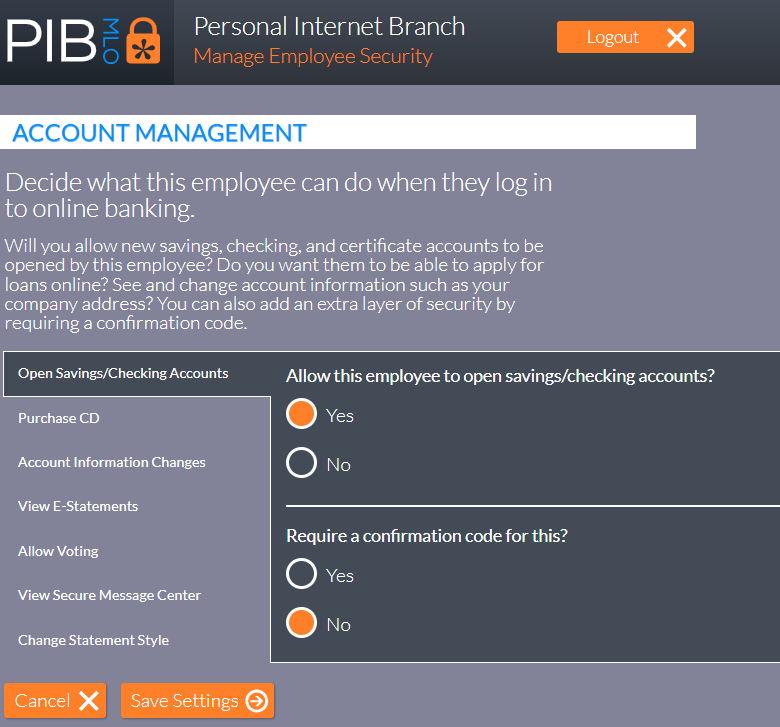 PIB MLO
Personal Internet Branch
Manage Employee Security
Logout
ACCOUNT MANAGEMENT
Decide what this employee can do when they log in
to online banking.
Will you allow new savings, checking, and certificate accounts to be
opened by this employee? Do you want them to be able to apply for
loans online? See and change account information such as your
company address? You can also add an extra layer of security by
requiring a confirmation code.
Open Savings/Checking Accounts
Purchase CD
Account Information Changes
View E-Statements
Allow Voting
View Secure Message Center
Change Statement Style
Allow this employee to open savings/checking accounts?
Yes
No
Require a confirmation code for this?
Yes
No
Cancel
Save Settings